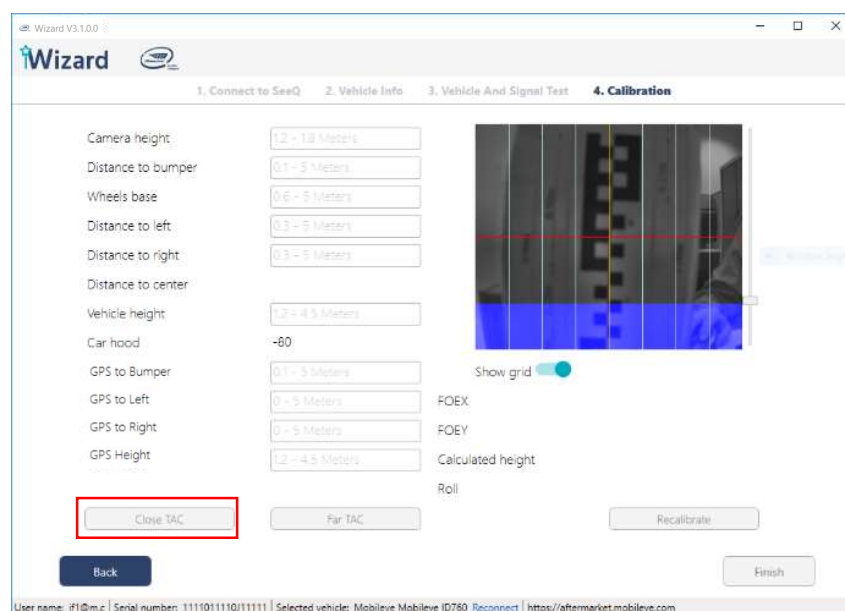 Wizard V3.1.0.0
Wizard
1. Connect to SeeQ 2. Vehicle Info 3. Vehicle And Signal Test 4. Calibration
Camera height 1.2 - 1.8 Meters
Distance to bumper 0.1 - 5 Meters
Wheels base 0.6 - 5 Meters
Distance to left 0.3 - 5 Meters
Distance to right 0.3 - 5 Meters
Distance to center
Vehicle height 1.2 - 4.5 Meters
Car hood -80
GPS to Bumper 0.1 - 5 Meters
Show grid
GPS to Left 0 - 5 Meters FOEX
GPS to Right 0 - 5 Meters FOEY
GPS Height 1.2 - 4.5 Meters Calculated height
Roll
Close TAC Far TAC Recalibrate
Back Finish
User name: jf1@m.c Serial number: Selected vehicle: Mobileye Mobileye ID760 Reconnect https://aftermarket.mobileye.com